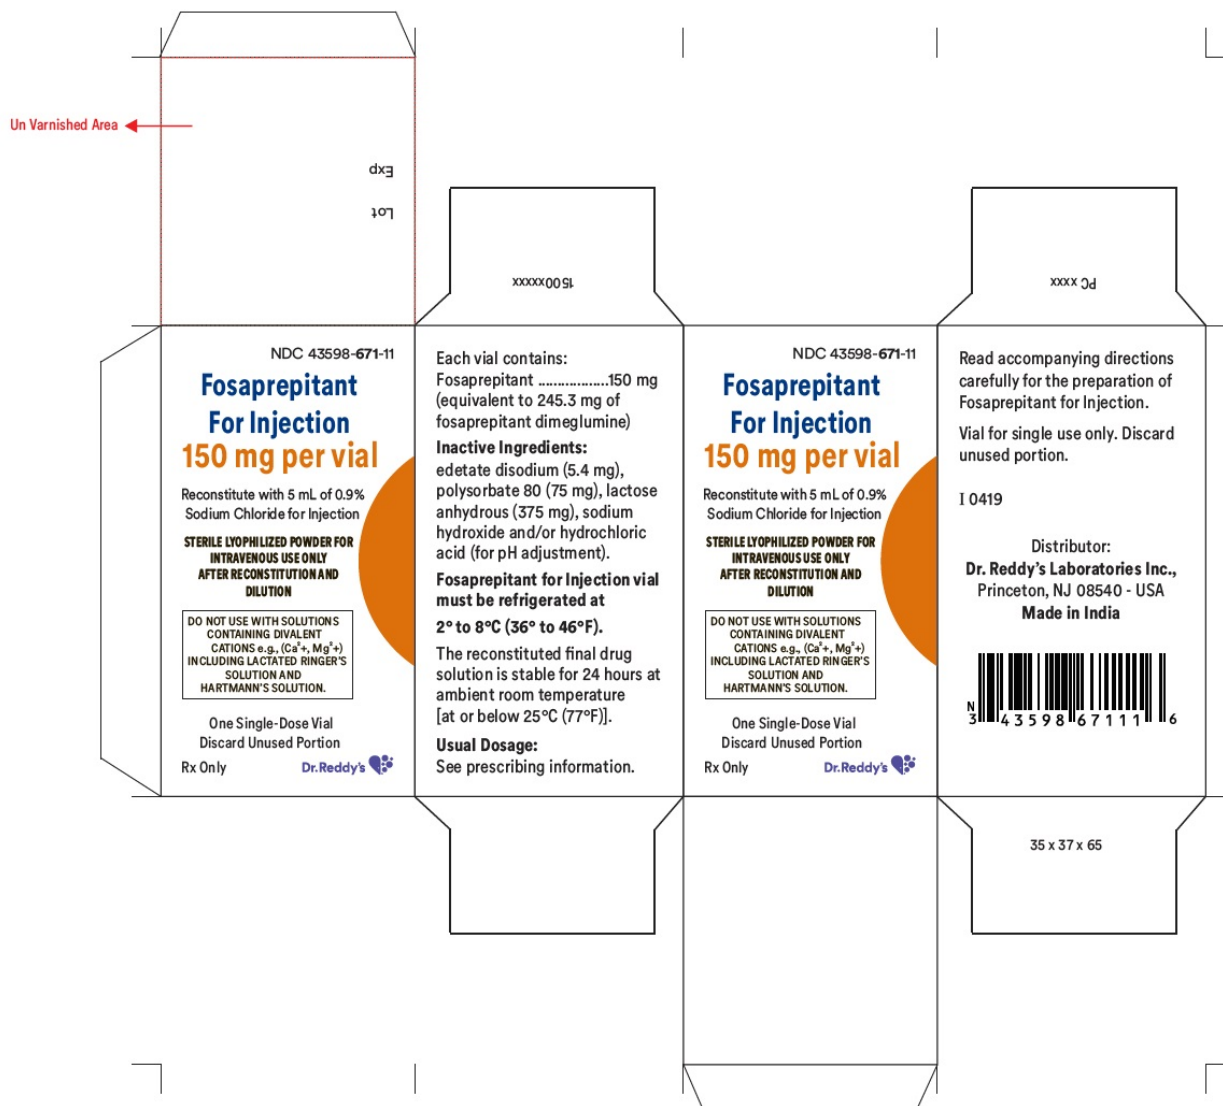 Un Varnished Area
Exp
Lot
1500xxxxx
PC xxxx
NDC 43598-671-11
Fosaprepitant
For Injection
150 mg per vial
Reconstitute with 5 mL of 0.9%
Sodium Chloride for Injection
STERILE LYOPHILIZED POWDER FOR
INTRAVENOUS USE ONLY
AFTER RECONSTITUTION AND
DILUTION
DO NOT USE WITH SOLUTIONS
CONTAINING DIVALENT
CATIONS e.g., (Ca²+, Mg²+)
INCLUDING LACTATED RINGER'S
SOLUTION AND
HARTMANN'S SOLUTION.
One Single-Dose Vial
Discard Unused Portion
Rx Only
Dr.Reddy's
Each vial contains:
Fosaprepitant ..................150 mg
(equivalent to 245.3 mg of
fosaprepitant dimeglumine)
Inactive Ingredients:
edetate disodium (5.4 mg),
polysorbate 80 (75 mg), lactose
anhydrous (375 mg), sodium
hydroxide and/or hydrochloric
acid (for pH adjustment).
Fosaprepitant for Injection vial
must be refrigerated at
2° to 8°C (36° to 46°F).
The reconstituted final drug
solution is stable for 24 hours at
ambient room temperature
[at or below 25°C (77°F)].
Usual Dosage:
See prescribing information.
NDC 43598-671-11
Fosaprepitant
For Injection
150 mg per vial
Reconstitute with 5 mL of 0.9%
Sodium Chloride for Injection
STERILE LYOPHILIZED POWDER FOR
INTRAVENOUS USE ONLY
AFTER RECONSTITUTION AND
DILUTION
DO NOT USE WITH SOLUTIONS
CONTAINING DIVALENT
CATIONS e.g., (Ca²+, Mg²+)
INCLUDING LACTATED RINGER'S
SOLUTION AND
HARTMANN'S SOLUTION.
One Single-Dose Vial
Discard Unused Portion
Rx Only
Dr.Reddy's
Read accompanying directions
carefully for the preparation of
Fosaprepitant for Injection.
Vial for single use only. Discard
unused portion.
I 0419
Distributor:
Dr. Reddy's Laboratories Inc.,
Princeton, NJ 08540 - USA
Made in India
N
3 43598 67111 6
35 x 37 x 65